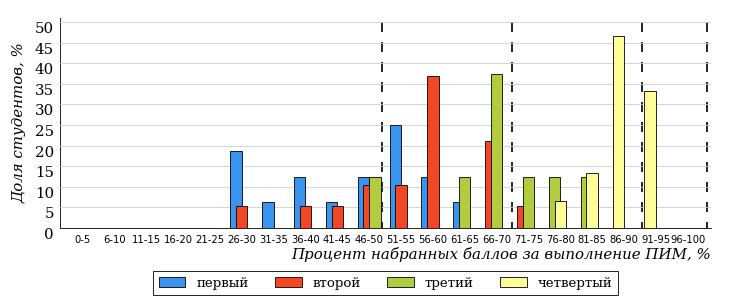 Доля студентов, %
50
45
40
35
30
25
20
15
10
5
0
0-5 6-10 11-15 16-20 21-25 26-30 31-35 36-40 41-45 46-50 51-55 56-60 61-65 66-70 71-75 76-80 81-85 86-90 91-95 96-100
Процент набранных баллов за выполнение ПИМ, %
первый второй третий четвертый